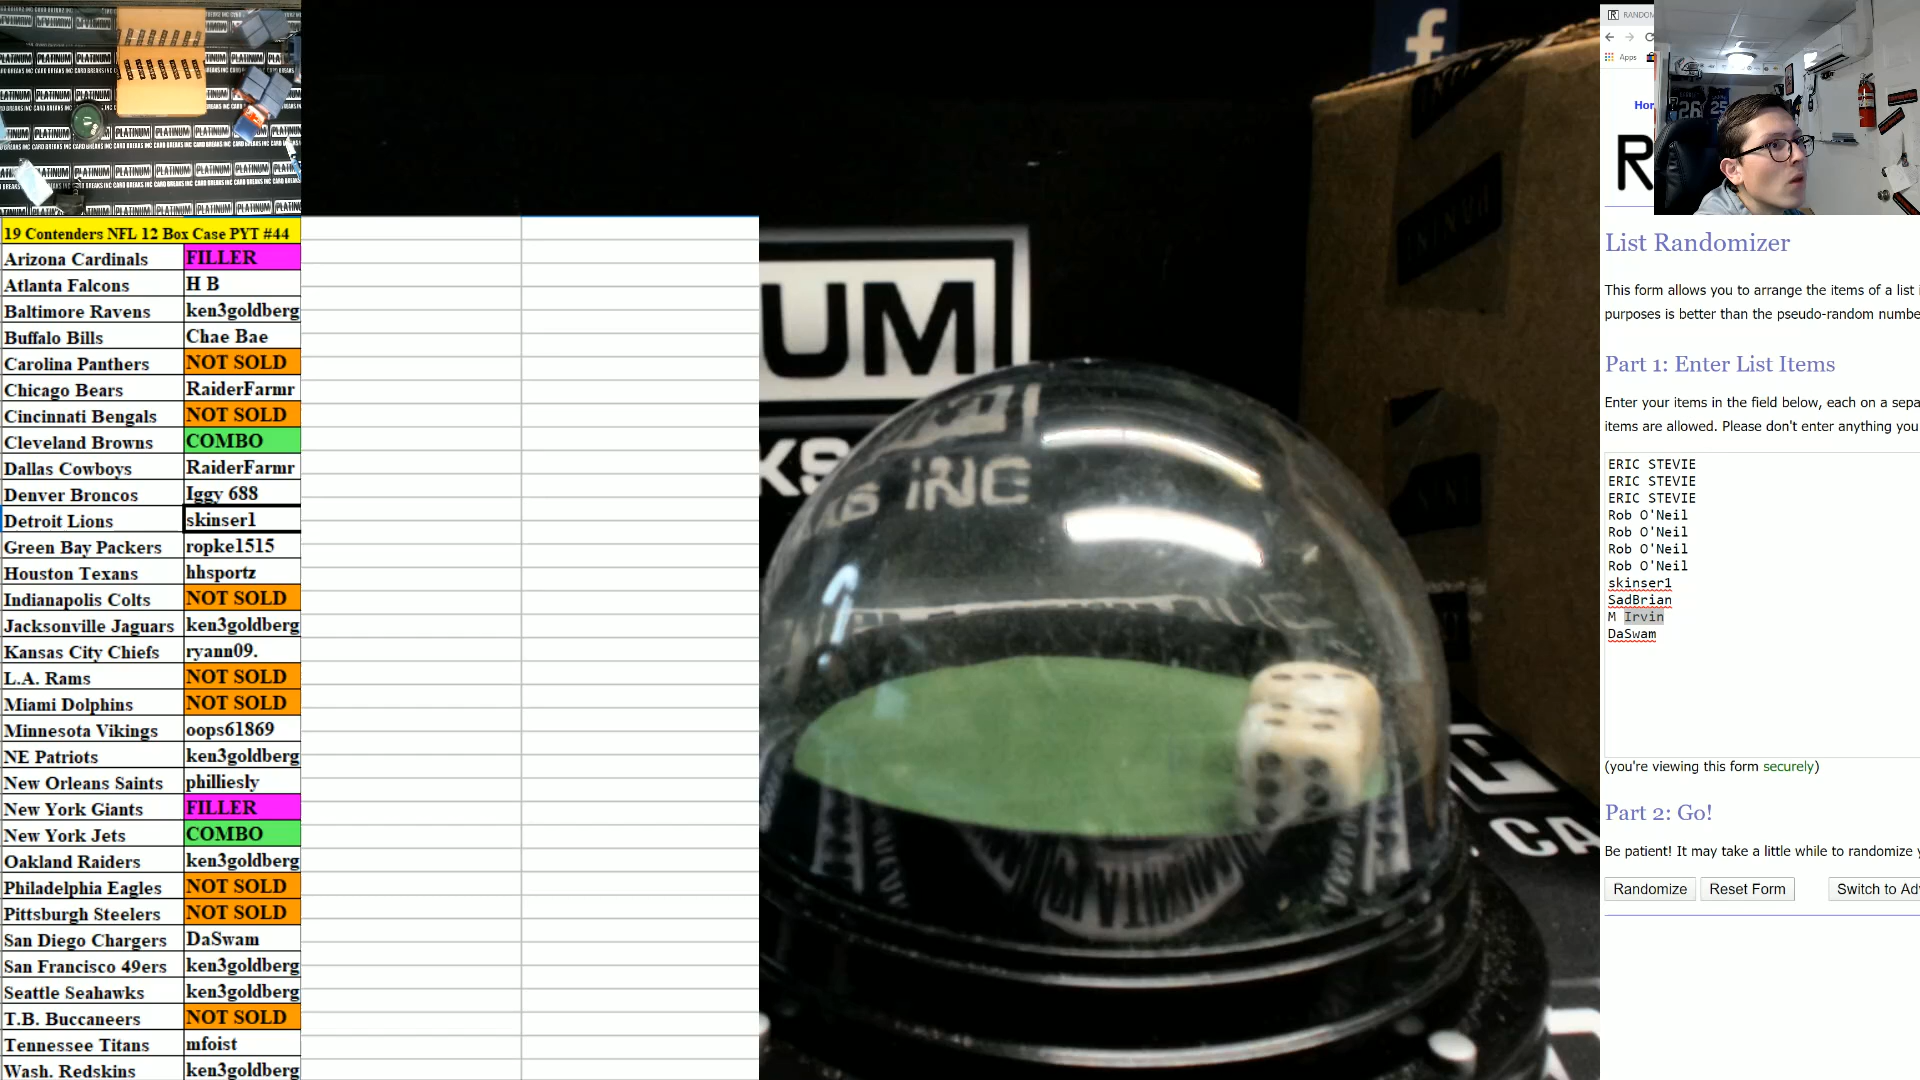 19 Contenders NFL 12 Box Case PYT #44
Arizona Cardinals FILLER
Atlanta Falcons H B
Baltimore Ravens ken3goldberg
Buffalo Bills Chae Bae
Carolina Panthers NOT SOLD
Chicago Bears RaiderFarmr
Cincinnati Bengals NOT SOLD
Cleveland Browns COMBO
Dallas Cowboys RaiderFarmr
Denver Broncos Iggy 688
Detroit Lions skinser1
Green Bay Packers ropke1515
Houston Texans hhsportz
Indianapolis Colts NOT SOLD
Jacksonville Jaguars ken3goldberg
Kansas City Chiefs ryann09.
L.A. Rams NOT SOLD
Miami Dolphins NOT SOLD
Minnesota Vikings oops61869
NE Patriots ken3goldberg
New Orleans Saints philliesly
New York Giants FILLER
New York Jets COMBO
Oakland Raiders ken3goldberg
Philadelphia Eagles NOT SOLD
Pittsburgh Steelers NOT SOLD
San Diego Chargers DaSwam
San Francisco 49ers ken3goldberg
Seattle Seahawks ken3goldberg
T.B. Buccaneers NOT SOLD
Tennessee Titans mfoist
Wash. Redskins ken3goldberg
PLATINUM
CARD BREAKS INC
UM
KS INC
CA
RANDOM
Apps
Hor
R
List Randomizer
This form allows you to arrange the items of a list i
purposes is better than the pseudo-random numbe
Part 1: Enter List Items
Enter your items in the field below, each on a sepa
items are allowed. Please don't enter anything you
ERIC STEVIE
ERIC STEVIE
ERIC STEVIE
Rob O'Neil
Rob O'Neil
Rob O'Neil
Rob O'Neil
skinser1
SadBrian
M Irvin
DaSwam
(you're viewing this form securely)
Part 2: Go!
Be patient! It may take a little while to randomize y
Randomize Reset Form Switch to Ad